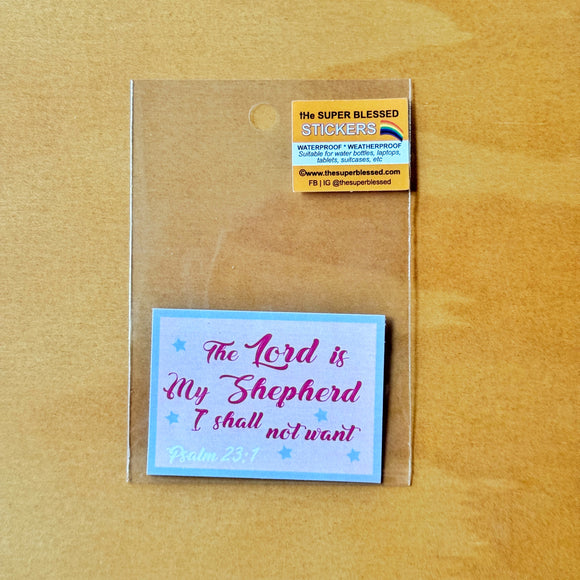 tHe SUPER BLESSED
STICKERS
WATERPROOF * WEATHERPROOF
Suitable for water bottles, laptops,
tablets, suitcases, etc
©www.thesuperblessed.com
FB | IG @thesuperblessed
The Lord is
My Shepherd
I shall not want
Psalm 23:1